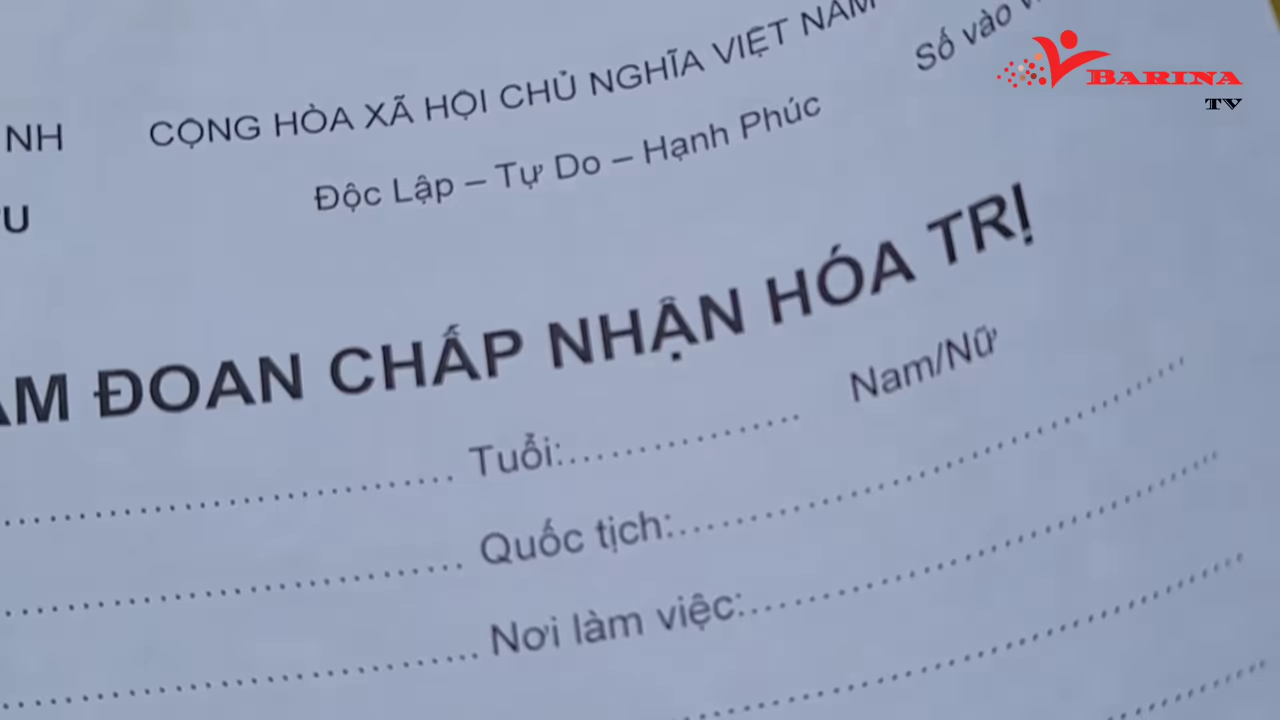 NH CỘNG HÒA XÃ HỘI CHỦ NGHĨA VIỆT NAM Số vào
Độc Lập – Tự Do – Hạnh Phúc
ĐOAN CHẤP NHẬN HÓA TRỊ
Tuổi:.................. Nam/Nữ
Quốc tịch:
Nơi làm việc:
BARINA
TV